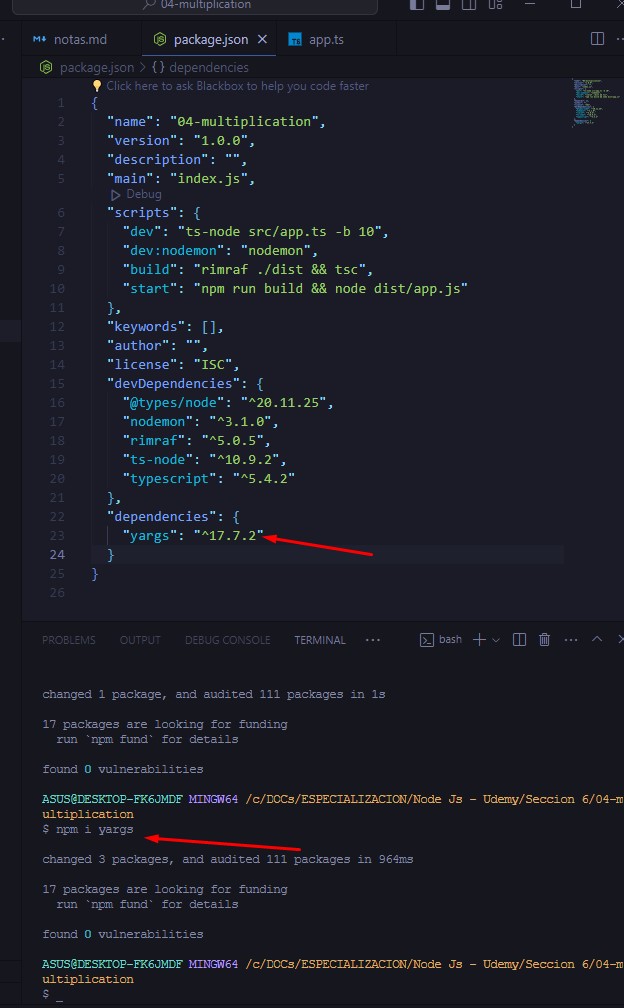 04-multiplication
notas.md
package.json
app.ts
package.json > {} dependencies
Click here to ask Blackbox to help you code faster
1 {
2 "name": "04-multiplication",
3 "version": "1.0.0",
4 "description": "",
5 "main": "index.js",
Debug
6 "scripts": {
7 "dev": "ts-node src/app.ts -b 10",
8 "dev:nodemon": "nodemon",
9 "build": "rimraf ./dist && tsc",
10 "start": "npm run build && node dist/app.js"
11 },
12 "keywords": [],
13 "author": "",
14 "license": "ISC",
15 "devDependencies": {
16 "@types/node": "^20.11.25",
17 "nodemon": "^3.1.0",
18 "rimraf": "^5.0.5",
19 "ts-node": "^10.9.2",
20 "typescript": "^5.4.2"
21 },
22 "dependencies": {
23 "yargs": "^17.7.2"
24 }
25 }
26
PROBLEMS OUTPUT DEBUG CONSOLE TERMINAL ··· bash
changed 1 package, and audited 111 packages in 1s
17 packages are looking for funding
run `npm fund` for details
found 0 vulnerabilities
ASUS@DESKTOP-FK6JMDF MINGW64 /c/DOCs/ESPECIALIZACION/Node Js - Udemy/Seccion 6/04-m
ultiplication
$ npm i yargs
changed 3 packages, and audited 111 packages in 964ms
17 packages are looking for funding
run `npm fund` for details
found 0 vulnerabilities
ASUS@DESKTOP-FK6JMDF MINGW64 /c/DOCs/ESPECIALIZACION/Node Js - Udemy/Seccion 6/04-m
ultiplication
$ _